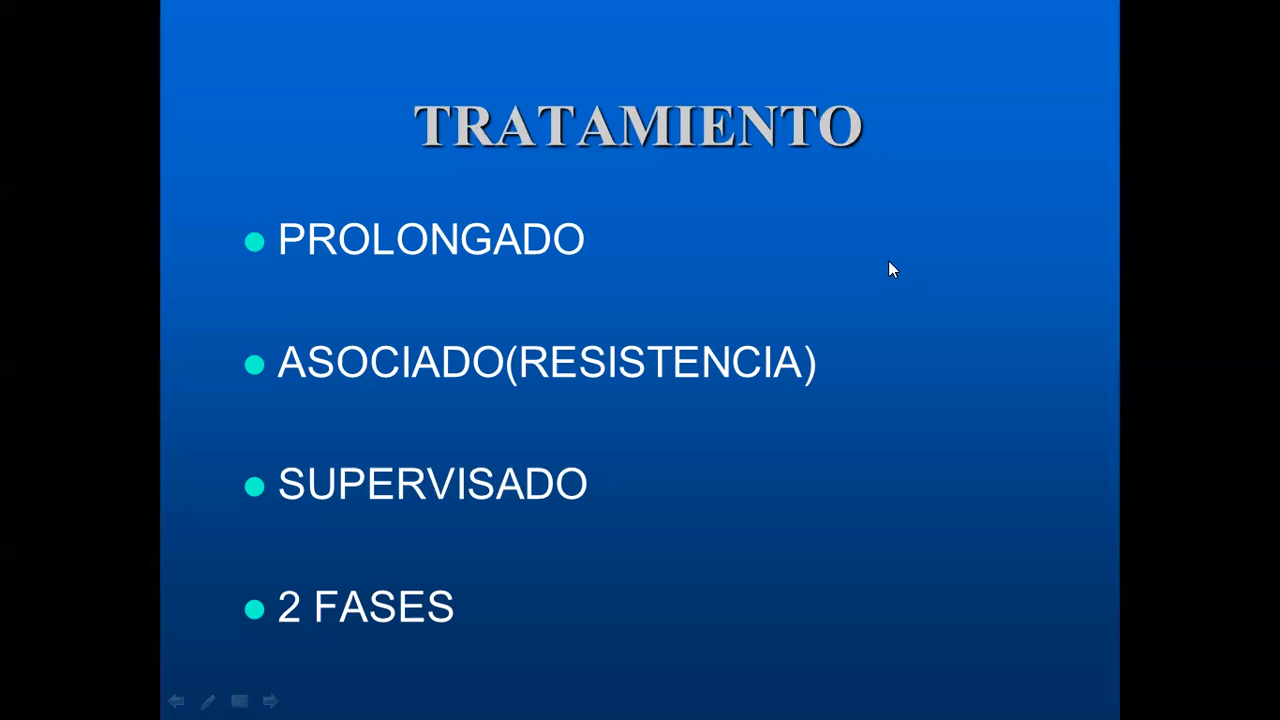 TRATAMIENTO
PROLONGADO
ASOCIADO(RESISTENCIA)
SUPERVISADO
2 FASES